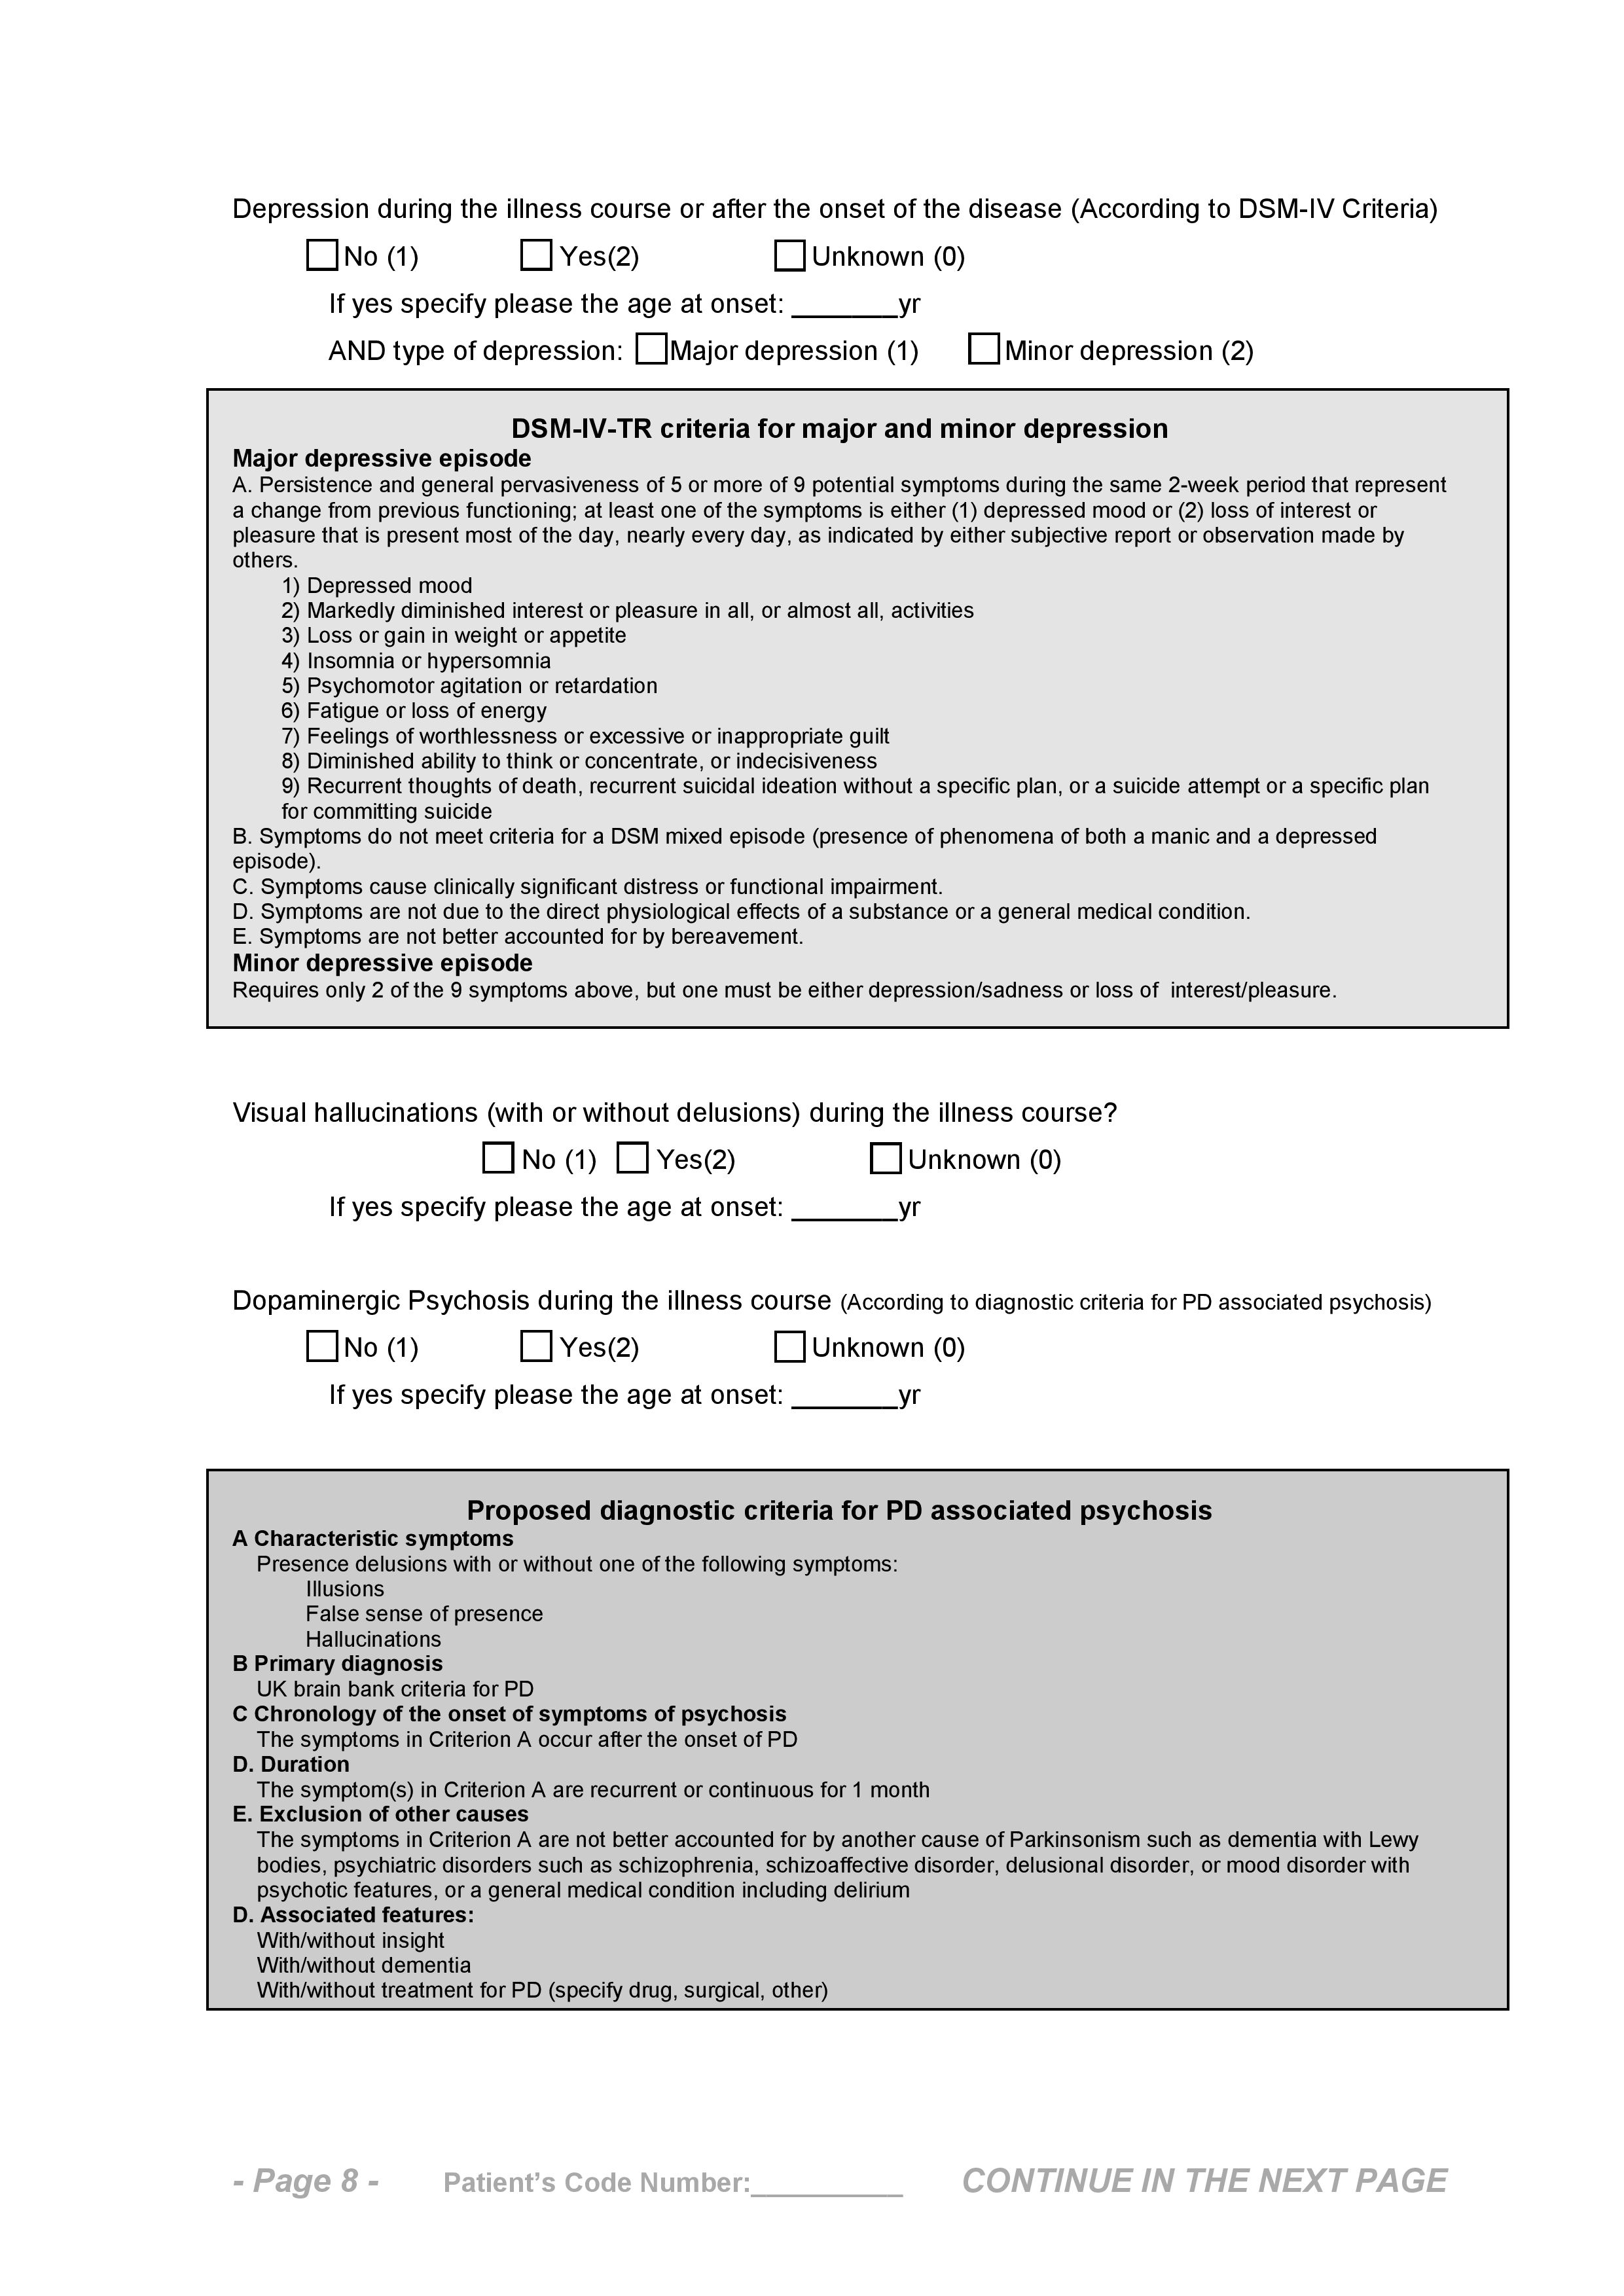 Depression during the illness course or after the onset of the disease (According to DSM-IV Criteria)
No (1) Yes(2) Unknown (0)
If yes specify please the age at onset: _______yr
AND type of depression: Major depression (1) Minor depression (2)
DSM-IV-TR criteria for major and minor depression
Major depressive episode
A. Persistence and general pervasiveness of 5 or more of 9 potential symptoms during the same 2-week period that represent
a change from previous functioning; at least one of the symptoms is either (1) depressed mood or (2) loss of interest or
pleasure that is present most of the day, nearly every day, as indicated by either subjective report or observation made by
others.
1) Depressed mood
2) Markedly diminished interest or pleasure in all, or almost all, activities
3) Loss or gain in weight or appetite
4) Insomnia or hypersomnia
5) Psychomotor agitation or retardation
6) Fatigue or loss of energy
7) Feelings of worthlessness or excessive or inappropriate guilt
8) Diminished ability to think or concentrate, or indecisiveness
9) Recurrent thoughts of death, recurrent suicidal ideation without a specific plan, or a suicide attempt or a specific plan
for committing suicide
B. Symptoms do not meet criteria for a DSM mixed episode (presence of phenomena of both a manic and a depressed
episode).
C. Symptoms cause clinically significant distress or functional impairment.
D. Symptoms are not due to the direct physiological effects of a substance or a general medical condition.
E. Symptoms are not better accounted for by bereavement.
Minor depressive episode
Requires only 2 of the 9 symptoms above, but one must be either depression/sadness or loss of interest/pleasure.
Visual hallucinations (with or without delusions) during the illness course?
No (1) Yes(2) Unknown (0)
If yes specify please the age at onset: _______yr
Dopaminergic Psychosis during the illness course (According to diagnostic criteria for PD associated psychosis)
No (1) Yes(2) Unknown (0)
If yes specify please the age at onset: _______yr
Proposed diagnostic criteria for PD associated psychosis
A Characteristic symptoms
Presence delusions with or without one of the following symptoms:
Illusions
False sense of presence
Hallucinations
B Primary diagnosis
UK brain bank criteria for PD
C Chronology of the onset of symptoms of psychosis
The symptoms in Criterion A occur after the onset of PD
D. Duration
The symptom(s) in Criterion A are recurrent or continuous for 1 month
E. Exclusion of other causes
The symptoms in Criterion A are not better accounted for by another cause of Parkinsonism such as dementia with Lewy
bodies, psychiatric disorders such as schizophrenia, schizoaffective disorder, delusional disorder, or mood disorder with
psychotic features, or a general medical condition including delirium
D. Associated features:
With/without insight
With/without dementia
With/without treatment for PD (specify drug, surgical, other)
- Page 8 - Patient’s Code Number:__________ CONTINUE IN THE NEXT PAGE